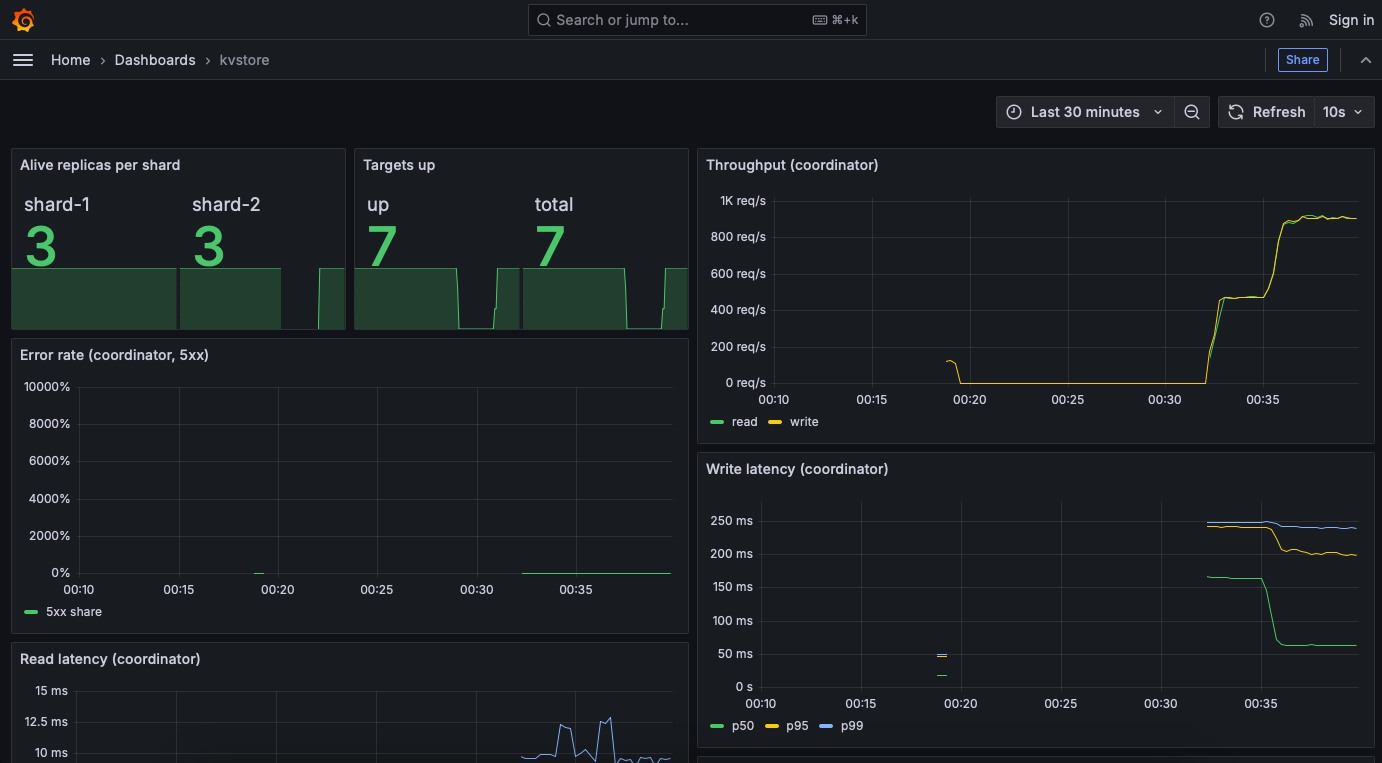 Search or jump to... ⌘+k
Sign in
Home › Dashboards › kvstore
Share
Last 30 minutes
Refresh 10s
Alive replicas per shard
shard-1 shard-2
3 3
Targets up
up total
7 7
Throughput (coordinator)
1K req/s
800 req/s
600 req/s
400 req/s
200 req/s
0 req/s
00:10 00:15 00:20 00:25 00:30 00:35
read write
Error rate (coordinator, 5xx)
10000%
8000%
6000%
4000%
2000%
0%
00:10 00:15 00:20 00:25 00:30 00:35
5xx share
Write latency (coordinator)
250 ms
200 ms
150 ms
100 ms
50 ms
0 s
00:10 00:15 00:20 00:25 00:30 00:35
p50 p95 p99
Read latency (coordinator)
15 ms
12.5 ms
10 ms